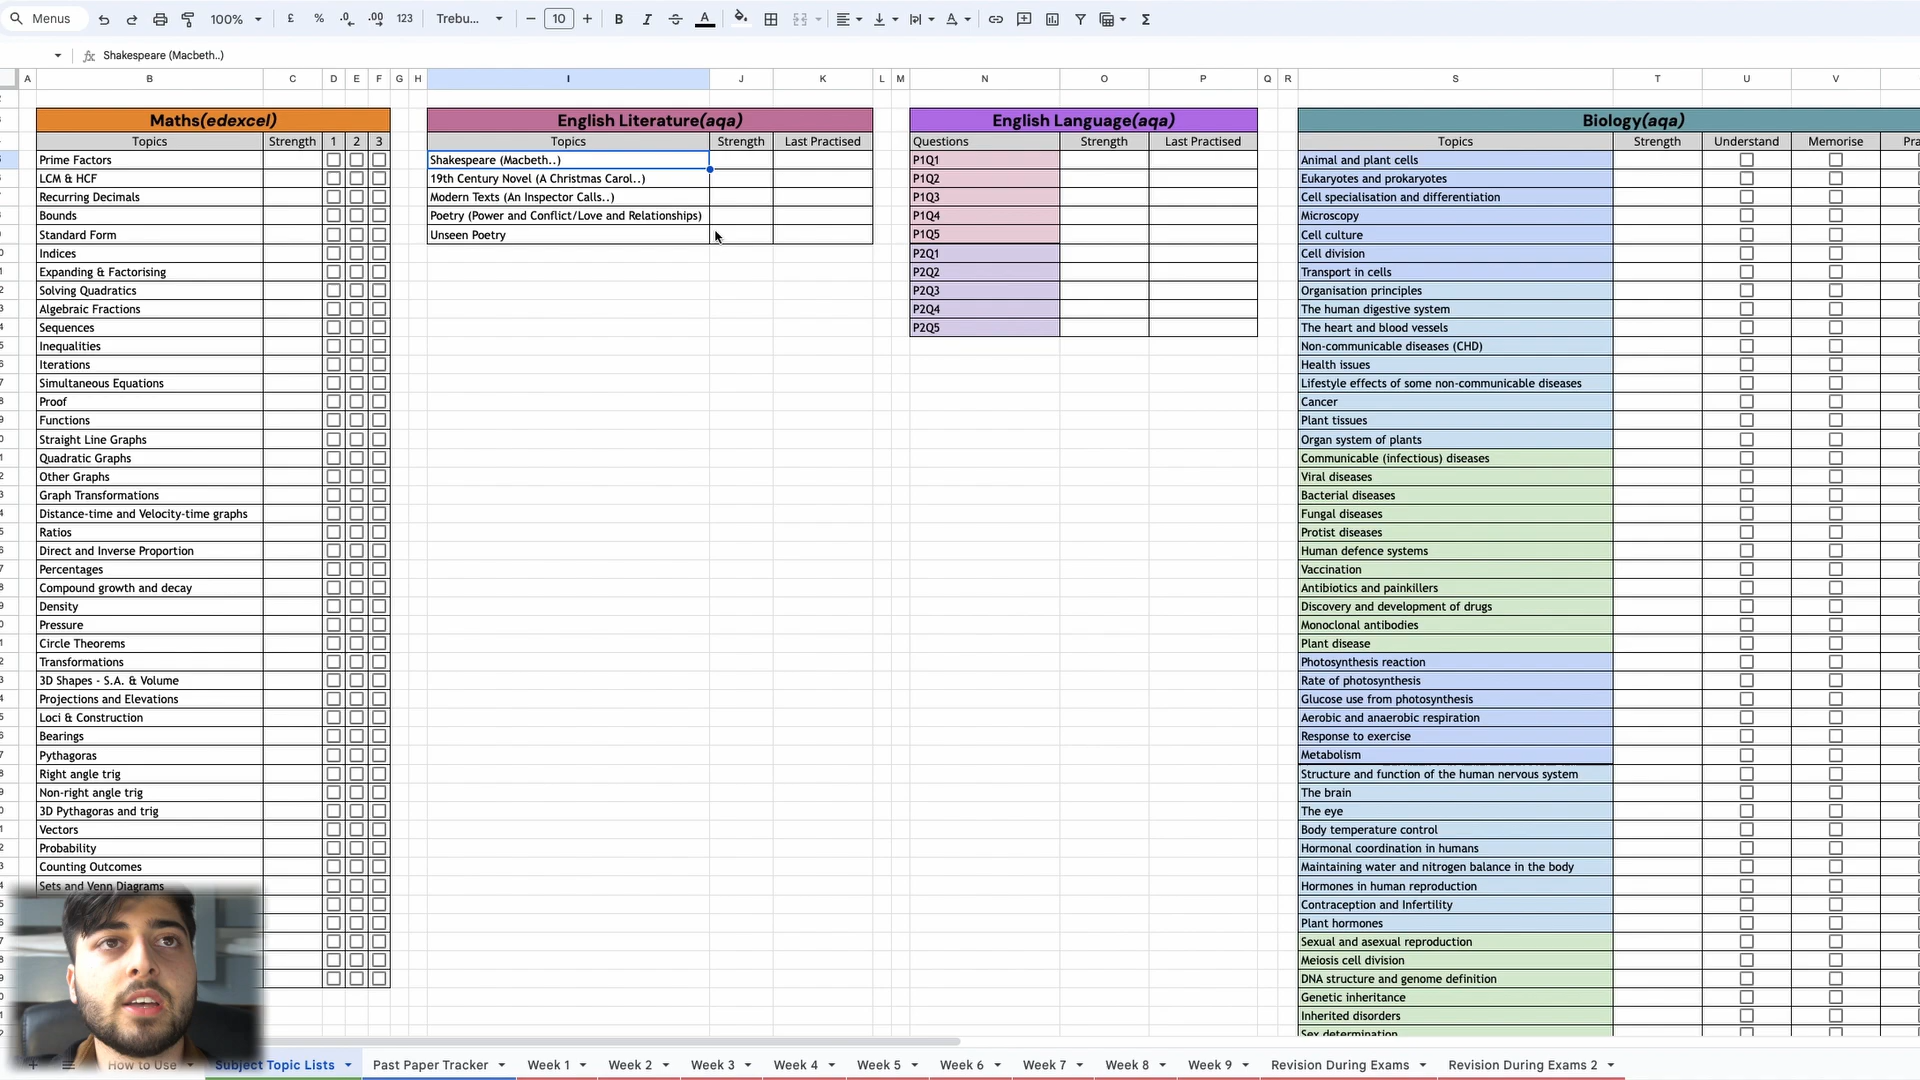 Menus 100% £ % .0 .00 123 Trebu... 10 B I A
fx Shakespeare (Macbeth..)
A B C D E F G H I J K L M N O P Q R S T U V
Maths(edexcel)
Topics Strength 1 2 3
Prime Factors
LCM & HCF
Recurring Decimals
Bounds
Standard Form
Indices
Expanding & Factorising
Solving Quadratics
Algebraic Fractions
Sequences
Inequalities
Iterations
Simultaneous Equations
Proof
Functions
Straight Line Graphs
Quadratic Graphs
Other Graphs
Graph Transformations
Distance-time and Velocity-time graphs
Ratios
Direct and Inverse Proportion
Percentages
Compound growth and decay
Density
Pressure
Circle Theorems
Transformations
3D Shapes - S.A. & Volume
Projections and Elevations
Loci & Construction
Bearings
Pythagoras
Right angle trig
Non-right angle trig
3D Pythagoras and trig
Vectors
Probability
Counting Outcomes
Sets and Venn Diagrams
English Literature(aqa)
Topics Strength Last Practised
Shakespeare (Macbeth..)
19th Century Novel (A Christmas Carol..)
Modern Texts (An Inspector Calls..)
Poetry (Power and Conflict/Love and Relationships)
Unseen Poetry
English Language(aqa)
Questions Strength Last Practised
P1Q1
P1Q2
P1Q3
P1Q4
P1Q5
P2Q1
P2Q2
P2Q3
P2Q4
P2Q5
Biology(aqa)
Topics Strength Understand Memorise Pra
Animal and plant cells
Eukaryotes and prokaryotes
Cell specialisation and differentiation
Microscopy
Cell culture
Cell division
Transport in cells
Organisation principles
The human digestive system
The heart and blood vessels
Non-communicable diseases (CHD)
Health issues
Lifestyle effects of some non-communicable diseases
Cancer
Plant tissues
Organ system of plants
Communicable (infectious) diseases
Viral diseases
Bacterial diseases
Fungal diseases
Protist diseases
Human defence systems
Vaccination
Antibiotics and painkillers
Discovery and development of drugs
Monoclonal antibodies
Plant disease
Photosynthesis reaction
Rate of photosynthesis
Glucose use from photosynthesis
Aerobic and anaerobic respiration
Response to exercise
Metabolism
Structure and function of the human nervous system
The brain
The eye
Body temperature control
Hormonal coordination in humans
Maintaining water and nitrogen balance in the body
Hormones in human reproduction
Contraception and Infertility
Plant hormones
Sexual and asexual reproduction
Meiosis cell division
DNA structure and genome definition
Genetic inheritance
Inherited disorders
Sex determination
How to Use Subject Topic Lists Past Paper Tracker Week 1 Week 2 Week 3 Week 4 Week 5 Week 6 Week 7 Week 8 Week 9 Revision During Exams Revision During Exams 2